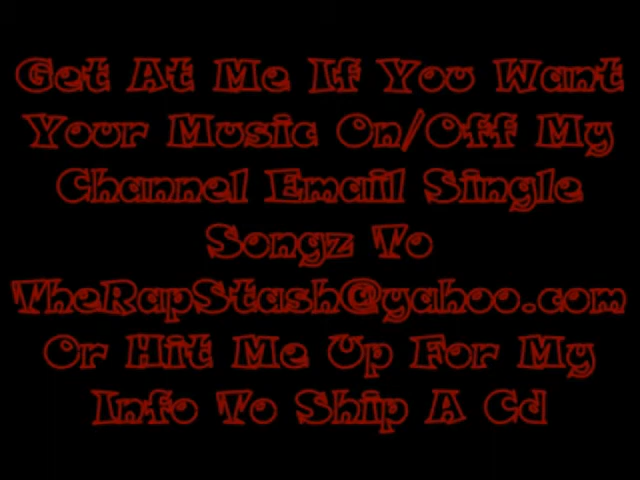 Get At Me If You Want
Your Music On/Off My
Channel Email Single
Songz To
TheRapStash@yahoo.com
Or Hit Me Up For My
Info To Ship A Cd